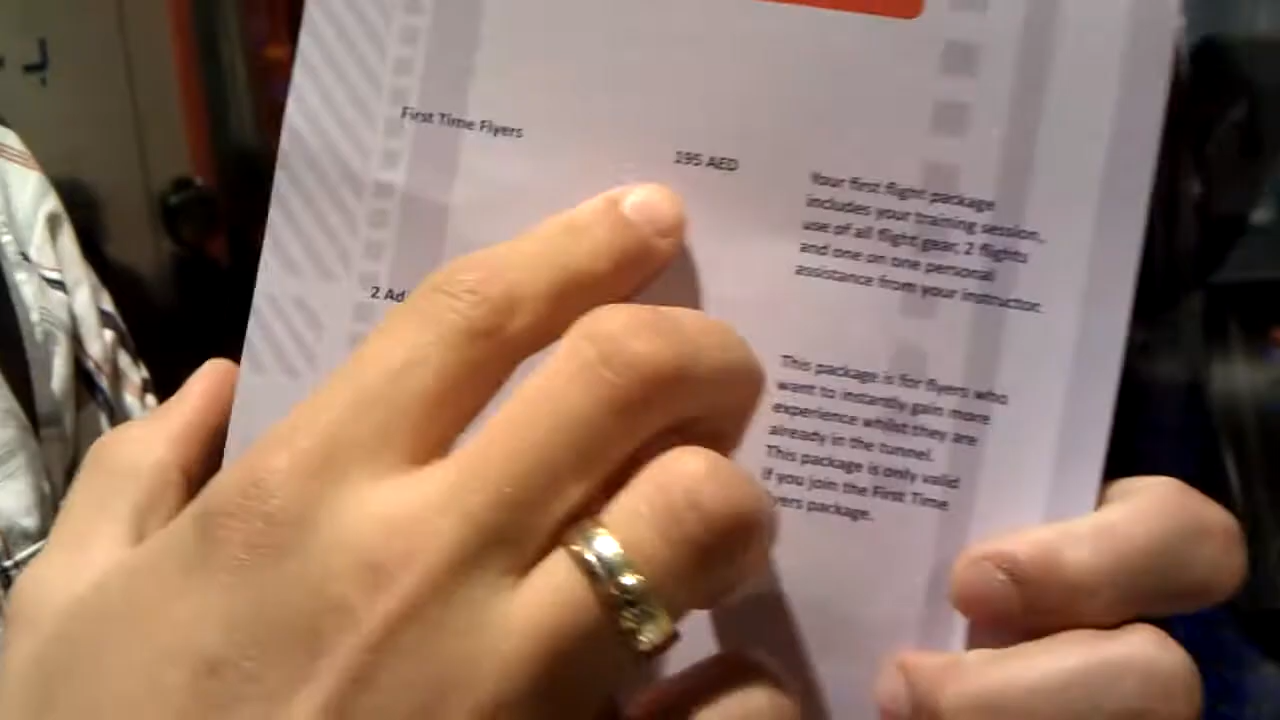 First Time Flyers
195 AED
Your first flight package
includes your training session,
use of all flight gear, 2 flights
and one on one personal
assistance from your instructor.
2 Ad
This package is for flyers who
want to instantly gain more
experience whilst they are
already in the tunnel.
This package is only valid
if you join the First Time
yers package.